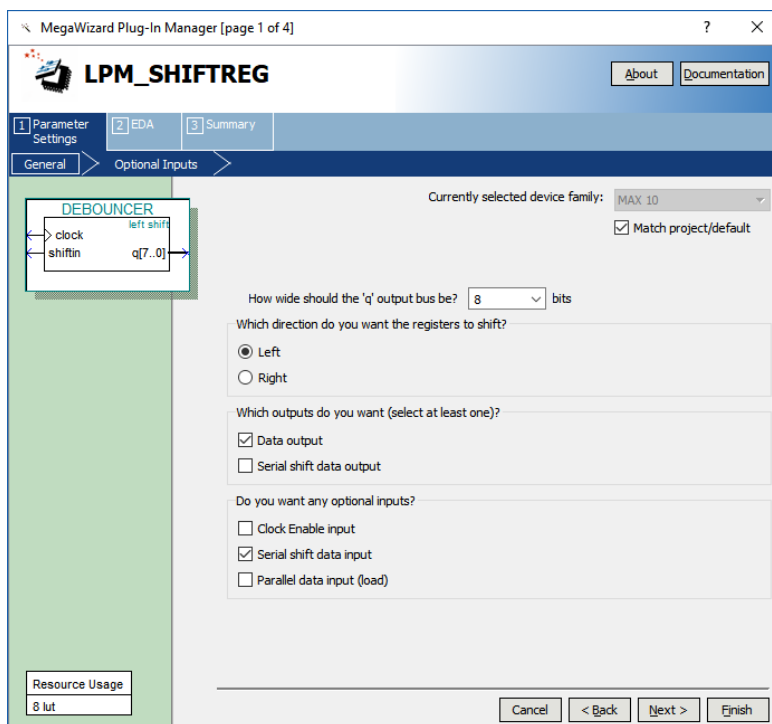 MegaWizard Plug-In Manager [page 1 of 4]
? X
LPM_SHIFTREG
About Documentation
1 Parameter Settings
2 EDA
3 Summary
General
Optional Inputs
Currently selected device family: MAX 10
Match project/default
DEBOUNCER
left shift
clock
shiftin q[7..0]
How wide should the 'q' output bus be? 8 bits
Which direction do you want the registers to shift?
Left
Right
Which outputs do you want (select at least one)?
Data output
Serial shift data output
Do you want any optional inputs?
Clock Enable input
Serial shift data input
Parallel data input (load)
Resource Usage
8 lut
Cancel < Back Next > Finish